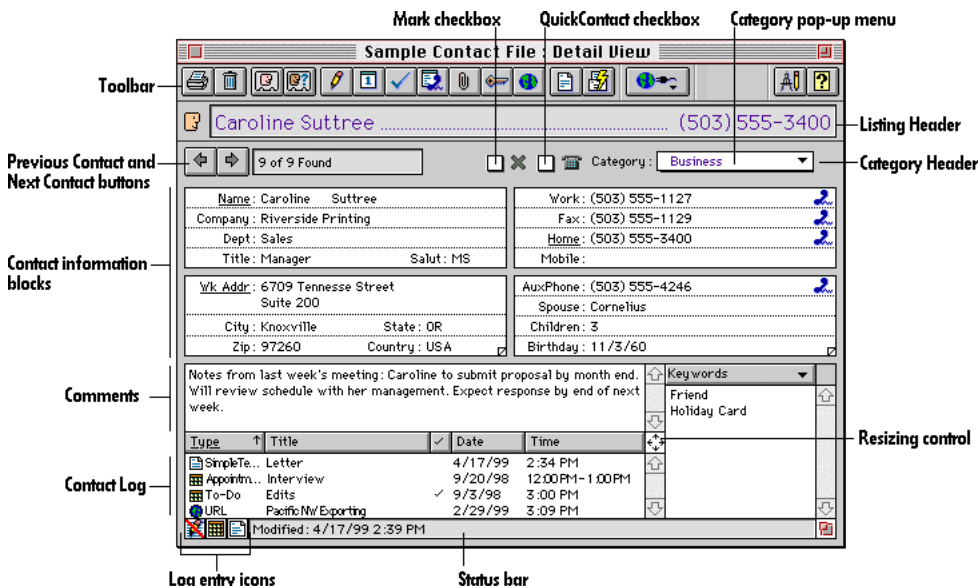 Mark checkbox QuickContact checkbox Category pop-up menu
Sample Contact File : Detail View
Toolbar
Caroline Suttree ........ (503) 555-3400
Listing Header
Previous Contact and
Next Contact buttons
9 of 9 Found
Category : Business
Category Header
Contact information
blocks
Name : Caroline Suttree
Company : Riverside Printing
Dept : Sales
Title : Manager Salut : MS
Work : (503) 555-1127
Fax : (503) 555-1129
Home : (503) 555-3400
Mobile :
Wk Addr : 6709 Tennesse Street
Suite 200
City : Knoxville State : OR
Zip : 97260 Country : USA
AuxPhone : (503) 555-4246
Spouse : Cornelius
Children : 3
Birthday : 11/3/60
Comments
Notes from last week's meeting: Caroline to submit proposal by month end.
Will review schedule with her management. Expect response by end of next
week.
Keywords
Friend
Holiday Card
Resizing control
Contact Log
Type Title ✓ Date Time
SimpleTe... Letter 4/17/99 2:34 PM
Appointm... Interview 9/20/98 12:00 PM-1:00 PM
To-Do Edits ✓ 9/3/98 3:00 PM
URL Pacific NW Exporting 2/29/99 3:09 PM
Modified : 4/17/99 2:39 PM
Log entry icons Status bar